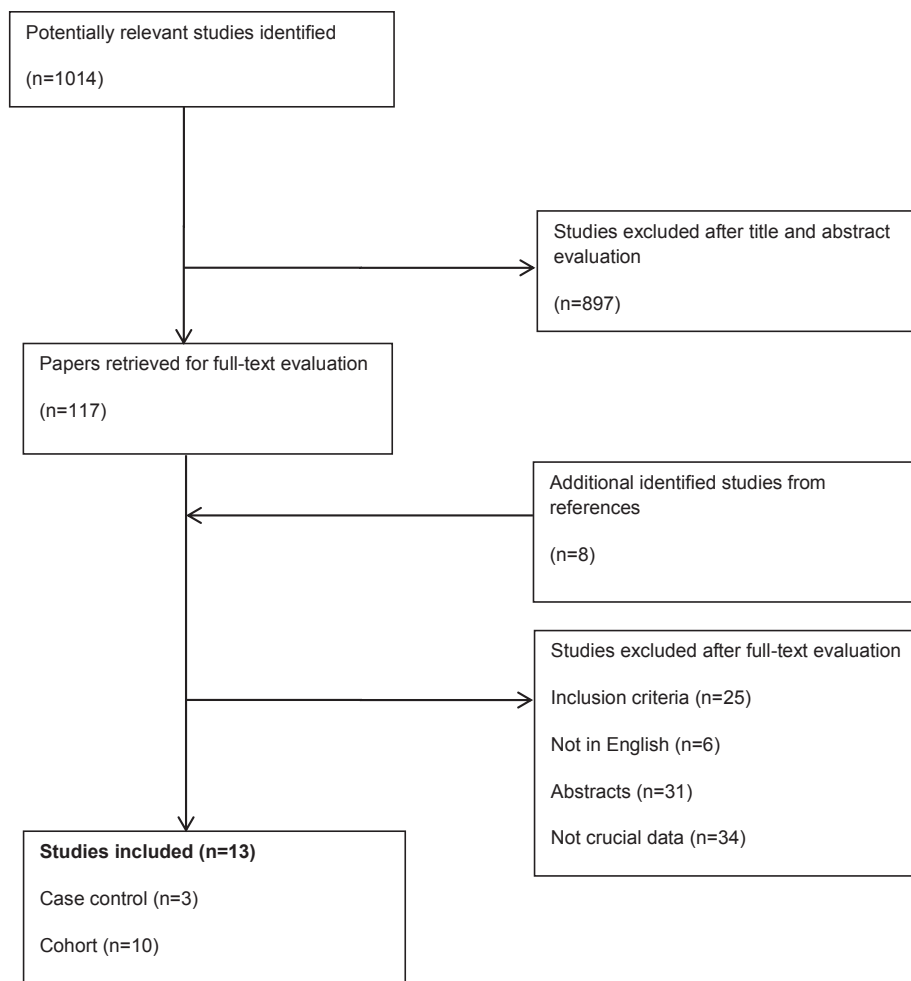 Potentially relevant studies identified
(n=1014)
Studies excluded after title and abstract
evaluation
(n=897)
Papers retrieved for full-text evaluation
(n=117)
Additional identified studies from
references
(n=8)
Studies excluded after full-text evaluation
Inclusion criteria (n=25)
Not in English (n=6)
Abstracts (n=31)
Not crucial data (n=34)
Studies included (n=13)
Case control (n=3)
Cohort (n=10)